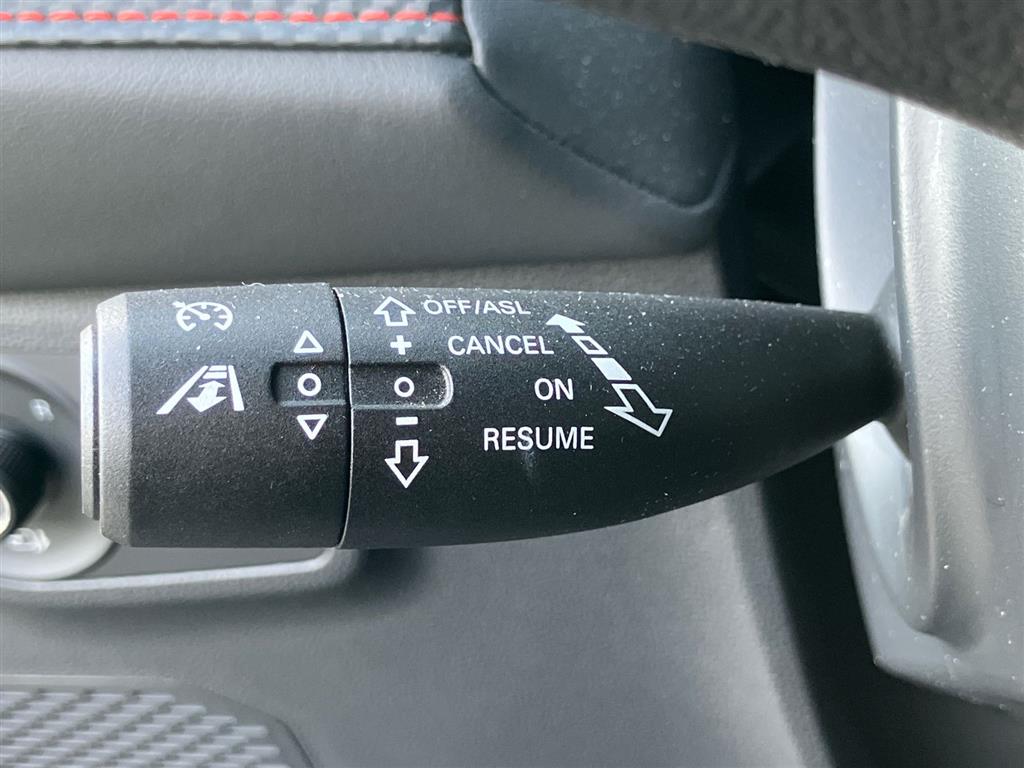 OFF/ASL
+ CANCEL
ON
- RESUME